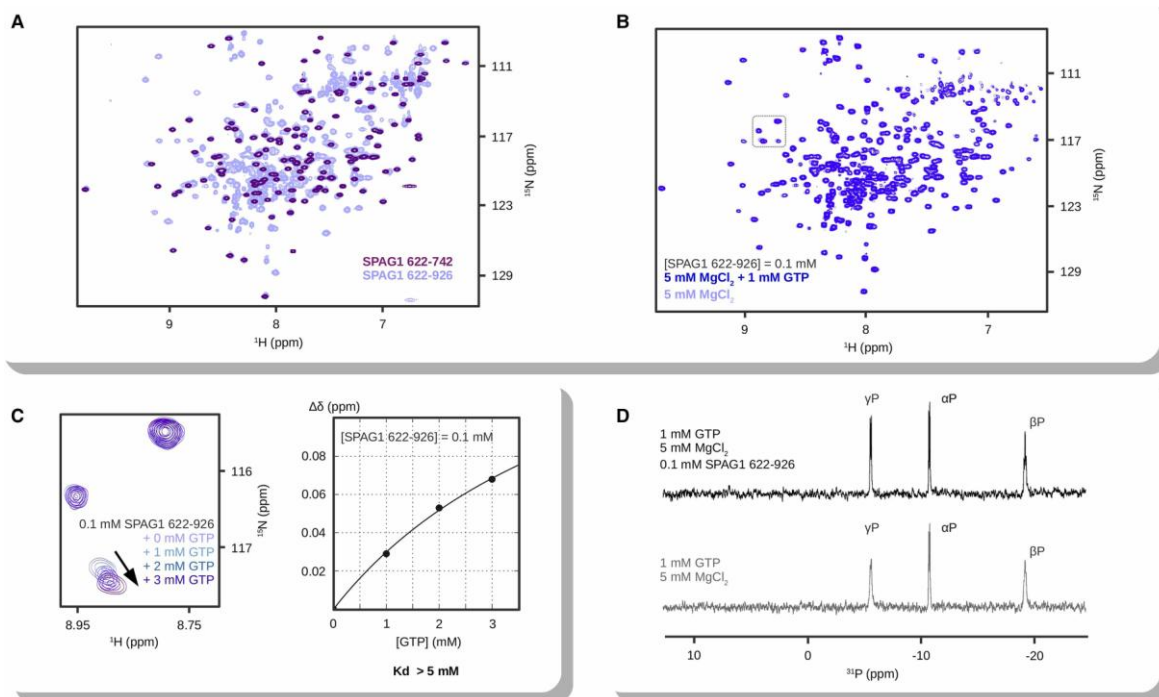 A
111
117
123
129
¹⁵N (ppm)
SPAG1 622-742
SPAG1 622-926
9 8 7
¹H (ppm)
B
111
117
123
129
¹⁵N (ppm)
[SPAG1 622-926] = 0.1 mM
5 mM MgCl₂ + 1 mM GTP
5 mM MgCl₂
9 8 7
¹H (ppm)
C
116
117
¹⁵N (ppm)
0.1 mM SPAG1 622-926
+ 0 mM GTP
+ 1 mM GTP
+ 2 mM GTP
+ 3 mM GTP
8.95 8.75
¹H (ppm)
Δδ (ppm)
[SPAG1 622-926] = 0.1 mM
0.08
0.06
0.04
0.02
0 1 2 3
[GTP] (mM)
Kd > 5 mM
D
γP αP βP
1 mM GTP
5 mM MgCl₂
0.1 mM SPAG1 622-926
γP αP βP
1 mM GTP
5 mM MgCl₂
10 0 -10 -20
³¹P (ppm)